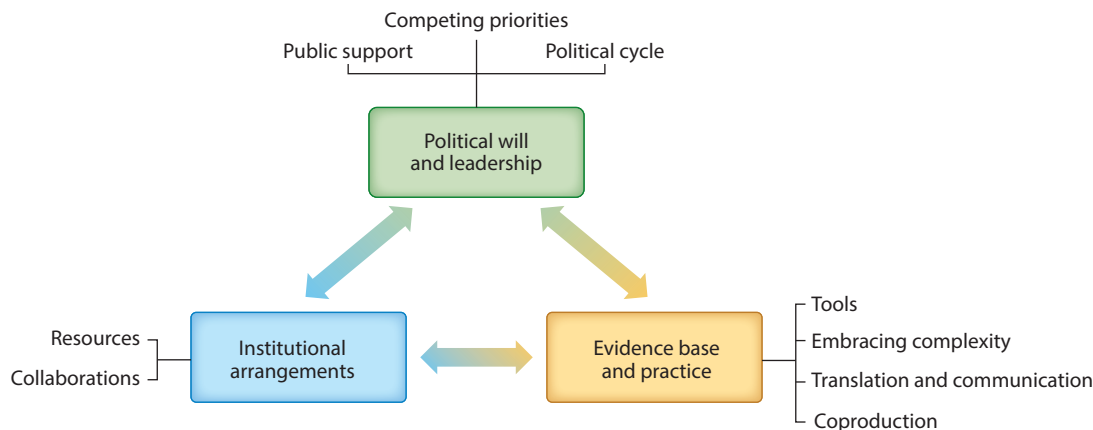 Competing priorities
Public support
Political cycle
Political will
and leadership
Resources
Collaborations
Institutional
arrangements
Evidence base
and practice
Tools
Embracing complexity
Translation and communication
Coproduction